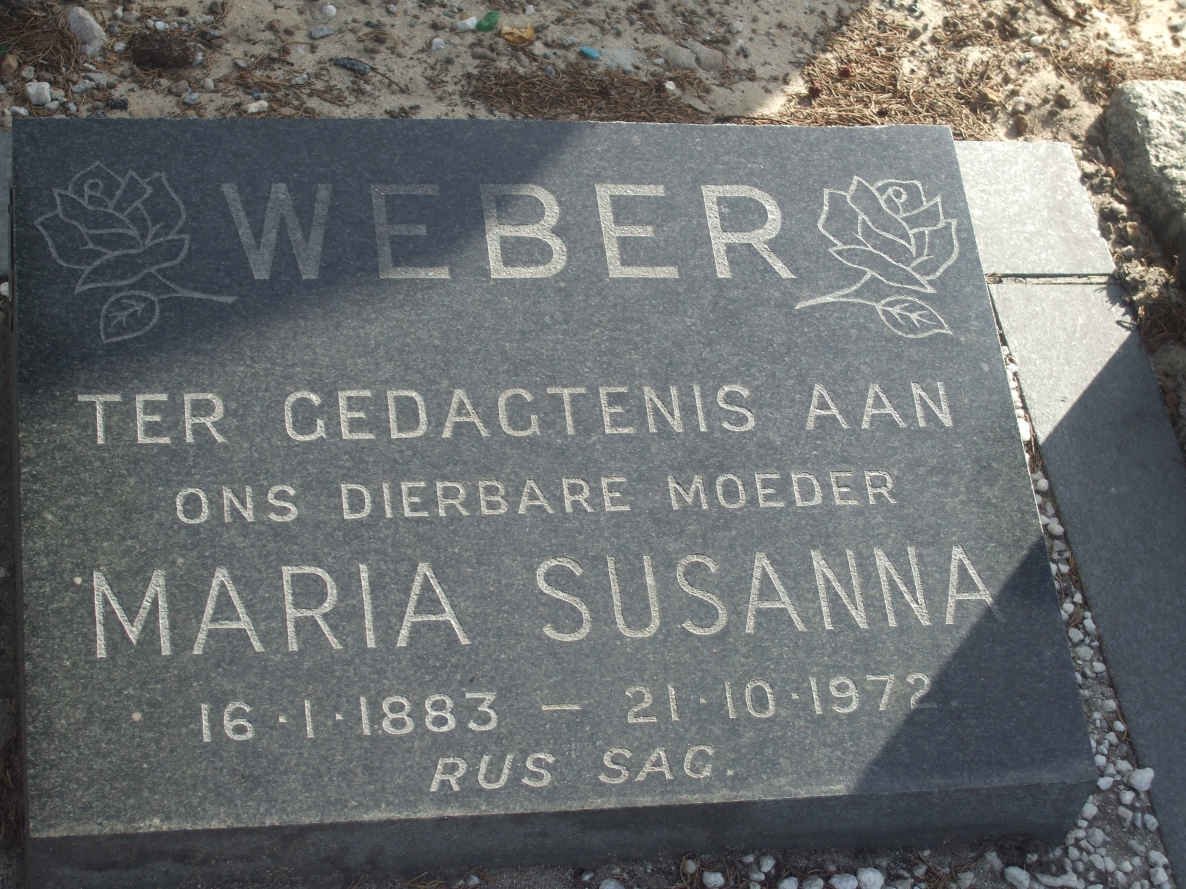 WEBER
TER GEDAGTENIS AAN
ONS DIERBARE MOEDER
MARIA SUSANNA
16·1·1883 – 21·10·1972
RUS SAG.